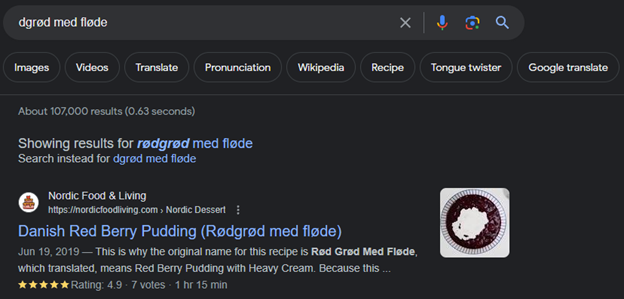 dgrød med fløde
Images Videos Translate Pronunciation Wikipedia Recipe Tongue twister Google translate
About 107,000 results (0.63 seconds)
Showing results for rødgrød med fløde
Search instead for dgrød med fløde
Nordic Food & Living
https://nordicfoodliving.com › Nordic Dessert
Danish Red Berry Pudding (Rødgrød med fløde)
Jun 19, 2019 — This is why the original name for this recipe is Rød Grød Med Fløde,
which translated, means Red Berry Pudding with Heavy Cream. Because this ...
Rating: 4.9 · 7 votes · 1 hr 15 min